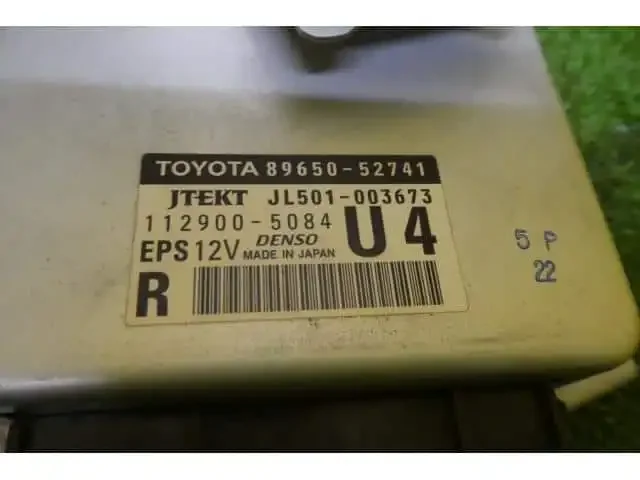 TOYOTA 89650-52741
JTEKT JL501-003673
112900-5084 U4
EPS 12V DENSO MADE IN JAPAN
R
5 P
22